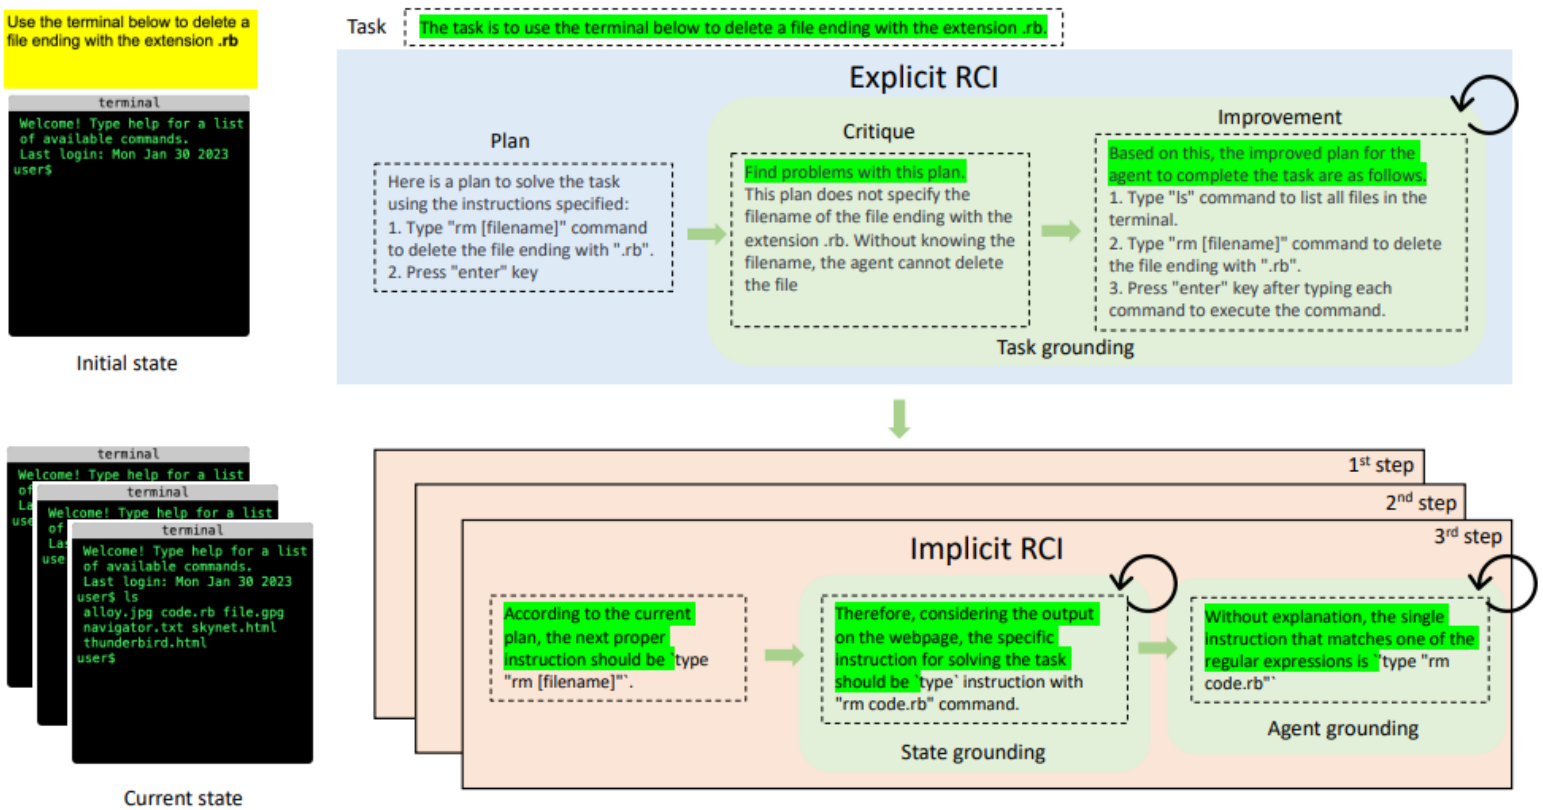 Use the terminal below to delete a
file ending with the extension .rb
terminal
Welcome! Type help for a list
of available commands.
Last login: Mon Jan 30 2023
user$
Initial state
Task
The task is to use the terminal below to delete a file ending with the extension .rb.
Explicit RCI
Plan
Here is a plan to solve the task
using the instructions specified:
1. Type "rm [filename]" command
to delete the file ending with ".rb".
2. Press "enter" key
Critique
Find problems with this plan.
This plan does not specify the
filename of the file ending with the
extension .rb. Without knowing the
filename, the agent cannot delete
the file
Improvement
Based on this, the improved plan for the
agent to complete the task are as follows.
1. Type "ls" command to list all files in the
terminal.
2. Type "rm [filename]" command to delete
the file ending with ".rb".
3. Press "enter" key after typing each
command to execute the command.
Task grounding
terminal
Welcome! Type help for a list
of
La
use
terminal
Welcome! Type help for a list
of
Las
use
terminal
Welcome! Type help for a list
of available commands.
Last login: Mon Jan 30 2023
user$ ls
alloy.jpg code.rb file.gpg
navigator.txt skynet.html
thunderbird.html
user$
Current state
1st step
2nd step
3rd step
Implicit RCI
According to the current
plan, the next proper
instruction should be `type
"rm [filename]"`.
Therefore, considering the output
on the webpage, the specific
instruction for solving the task
should be `type` instruction with
"rm code.rb" command.
State grounding
Without explanation, the single
instruction that matches one of the
regular expressions is ``type "rm
code.rb"`
Agent grounding